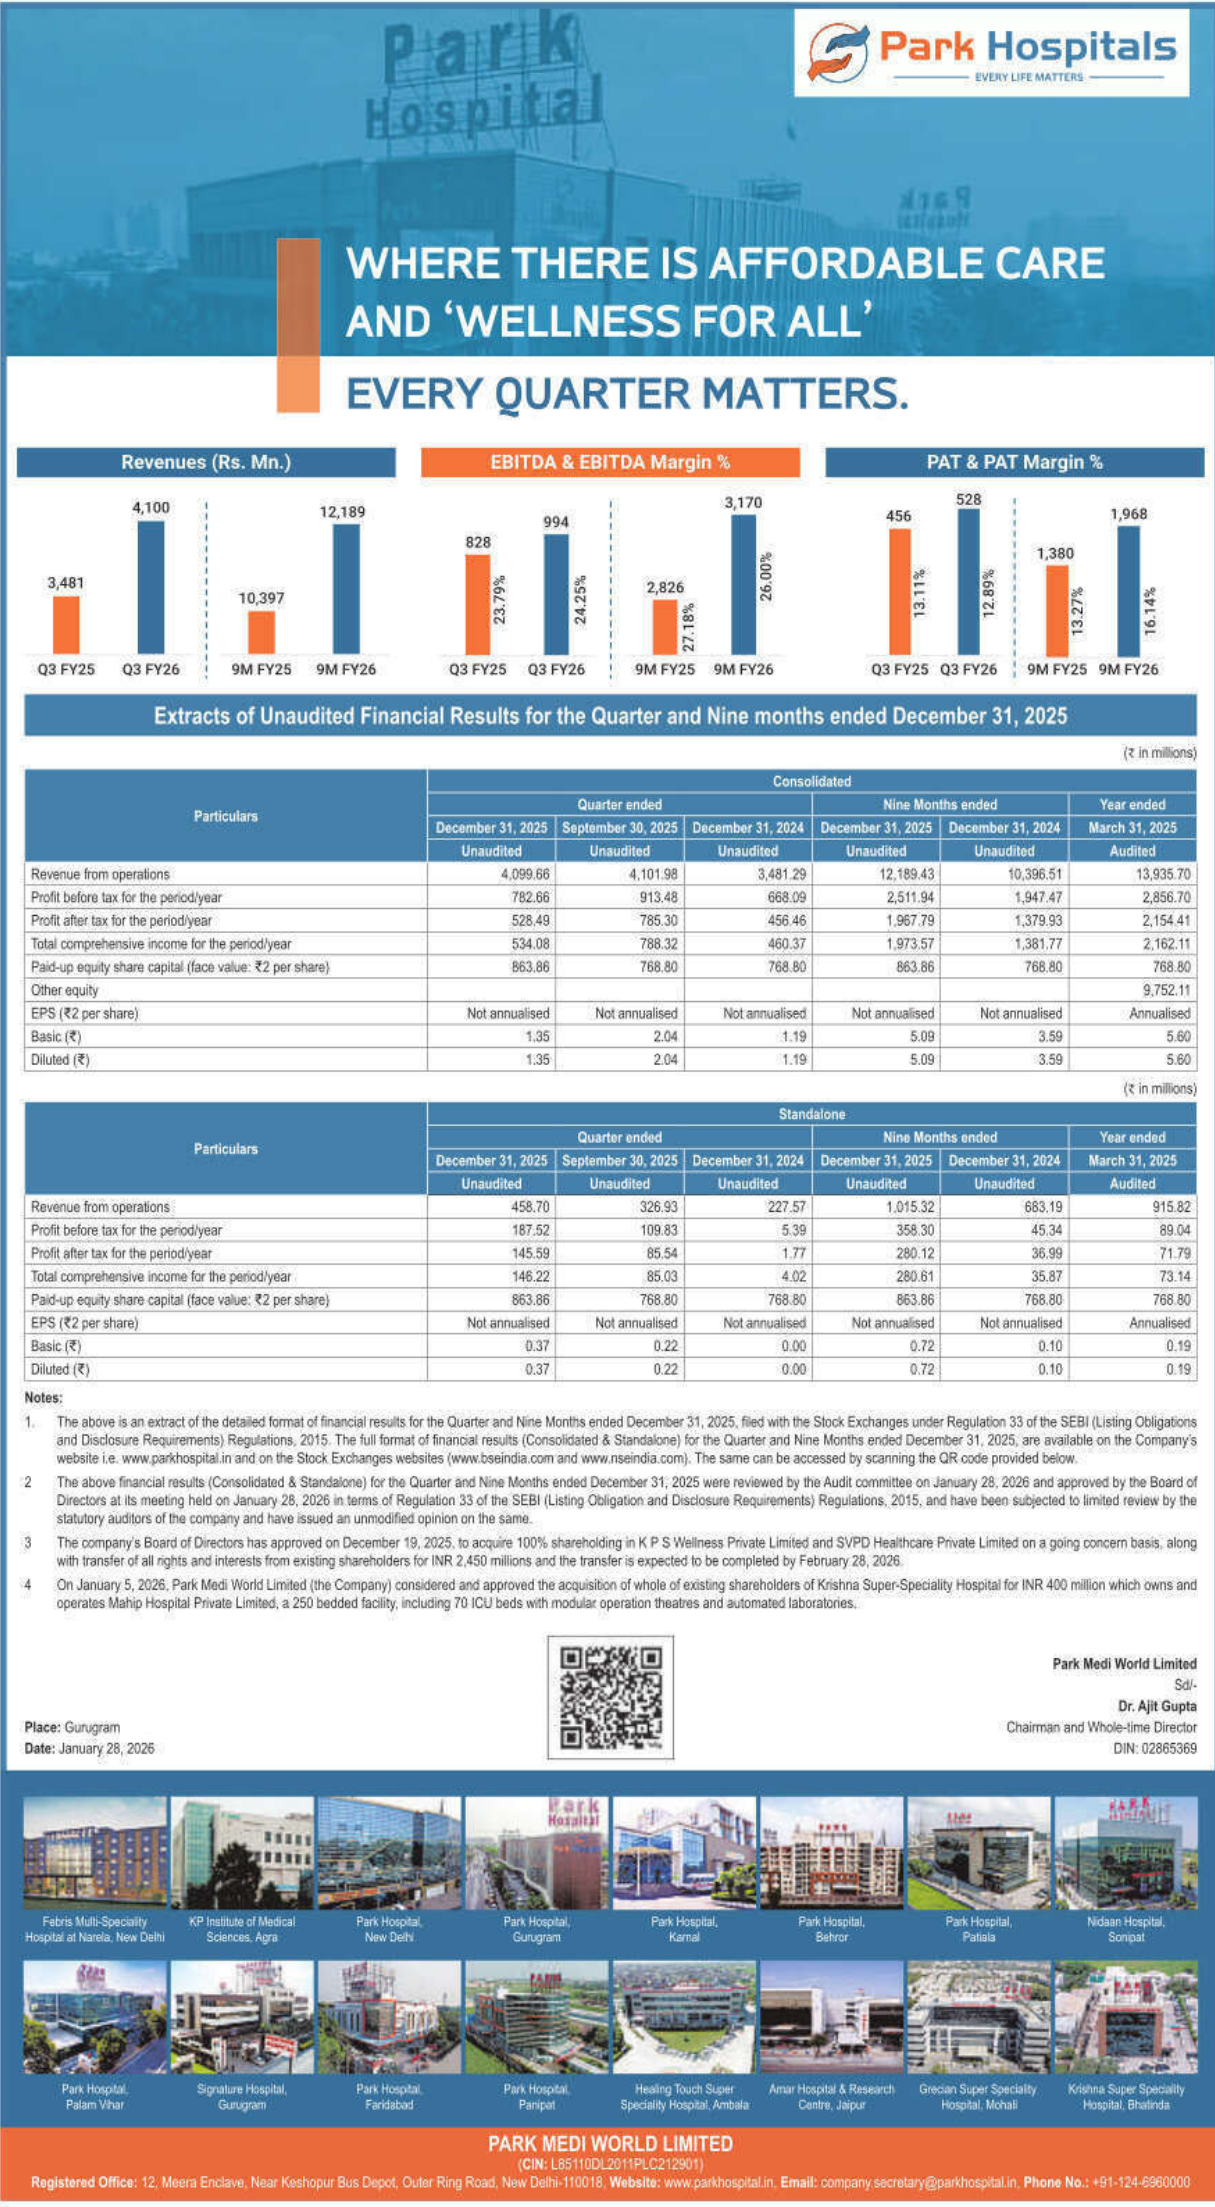 Park
Hospital
Park Hospitals
EVERY LIFE MATTERS
Park
Hospital
WHERE THERE IS AFFORDABLE CARE
AND ‘WELLNESS FOR ALL’
EVERY QUARTER MATTERS.
Revenues (Rs. Mn.)
3,481 4,100 10,397 12,189
Q3 FY25 Q3 FY26 9M FY25 9M FY26
EBITDA & EBITDA Margin %
828 23.79% 994 24.25% 2,826 27.18% 3,170 26.00%
Q3 FY25 Q3 FY26 9M FY25 9M FY26
PAT & PAT Margin %
456 13.11% 528 12.89% 1,380 13.27% 1,968 16.14%
Q3 FY25 Q3 FY26 9M FY25 9M FY26
Extracts of Unaudited Financial Results for the Quarter and Nine months ended December 31, 2025
(₹ in millions)
Particulars
Consolidated
Quarter ended Nine Months ended Year ended
December 31, 2025 September 30, 2025 December 31, 2024 December 31, 2025 December 31, 2024 March 31, 2025
Unaudited Unaudited Unaudited Unaudited Unaudited Audited
Revenue from operations 4,099.66 4,101.98 3,481.29 12,189.43 10,396.51 13,935.70
Profit before tax for the period/year 782.66 913.48 668.09 2,511.94 1,947.47 2,856.70
Profit after tax for the period/year 528.49 785.30 456.46 1,967.79 1,379.93 2,154.41
Total comprehensive income for the period/year 534.08 788.32 460.37 1,973.57 1,381.77 2,162.11
Paid-up equity share capital (face value: ₹2 per share) 863.86 768.80 768.80 863.86 768.80 768.80
Other equity 9,752.11
EPS (₹2 per share) Not annualised Not annualised Not annualised Not annualised Not annualised Annualised
Basic (₹) 1.35 2.04 1.19 5.09 3.59 5.60
Diluted (₹) 1.35 2.04 1.19 5.09 3.59 5.60
(₹ in millions)
Particulars
Standalone
Quarter ended Nine Months ended Year ended
December 31, 2025 September 30, 2025 December 31, 2024 December 31, 2025 December 31, 2024 March 31, 2025
Unaudited Unaudited Unaudited Unaudited Unaudited Audited
Revenue from operations 458.70 326.93 227.57 1,015.32 683.19 915.82
Profit before tax for the period/year 187.52 109.83 5.39 358.30 45.34 89.04
Profit after tax for the period/year 145.59 85.54 1.77 280.12 36.99 71.79
Total comprehensive income for the period/year 146.22 85.03 4.02 280.61 35.87 73.14
Paid-up equity share capital (face value: ₹2 per share) 863.86 768.80 768.80 863.86 768.80 768.80
EPS (₹2 per share) Not annualised Not annualised Not annualised Not annualised Not annualised Annualised
Basic (₹) 0.37 0.22 0.00 0.72 0.10 0.19
Diluted (₹) 0.37 0.22 0.00 0.72 0.10 0.19
Notes:
1. The above is an extract of the detailed format of financial results for the Quarter and Nine Months ended December 31, 2025, filed with the Stock Exchanges under Regulation 33 of the SEBI (Listing Obligations
and Disclosure Requirements) Regulations, 2015. The full format of financial results (Consolidated & Standalone) for the Quarter and Nine Months ended December 31, 2025, are available on the Company's
website i.e. www.parkhospital.in and on the Stock Exchanges websites (www.bseindia.com and www.nseindia.com). The same can be accessed by scanning the QR code provided below.
2 The above financial results (Consolidated & Standalone) for the Quarter and Nine Months ended December 31, 2025 were reviewed by the Audit committee on January 28, 2026 and approved by the Board of
Directors at its meeting held on January 28, 2026 in terms of Regulation 33 of the SEBI (Listing Obligation and Disclosure Requirements) Regulations, 2015, and have been subjected to limited review by the
statutory auditors of the company and have issued an unmodified opinion on the same.
3 The company's Board of Directors has approved on December 19, 2025, to acquire 100% shareholding in K P S Wellness Private Limited and SVPD Healthcare Private Limited on a going concern basis, along
with transfer of all rights and interests from existing shareholders for INR 2,450 millions and the transfer is expected to be completed by February 28, 2026.
4 On January 5, 2026, Park Medi World Limited (the Company) considered and approved the acquisition of whole of existing shareholders of Krishna Super-Speciality Hospital for INR 400 million which owns and
operates Mahip Hospital Private Limited, a 250 bedded facility, including 70 ICU beds with modular operation theatres and automated laboratories.
Park Medi World Limited
Sd/-
Dr. Ajit Gupta
Chairman and Whole-time Director
DIN: 02865369
Place: Gurugram
Date: January 28, 2026
Park
Hospital
Febris Multi-Speciality
Hospital at Narela, New Delhi
KP Institute of Medical
Sciences, Agra
Park Hospital,
New Delhi
Park Hospital,
Gurugram
Park Hospital,
Karnal
Park Hospital,
Behror
Park Hospital,
Patiala
Nidaan Hospital,
Sonipat
Park Hospital,
Palam Vihar
Signature Hospital,
Gurugram
Park Hospital,
Faridabad
Park Hospital,
Panipat
Healing Touch Super
Speciality Hospital, Ambala
Amar Hospital & Research
Centre, Jaipur
Grecian Super Speciality
Hospital, Mohali
Krishna Super Speciality
Hospital, Bhatinda
PARK MEDI WORLD LIMITED
(CIN: L85110DL2011PLC212901)
Registered Office: 12, Meera Enclave, Near Keshopur Bus Depot, Outer Ring Road, New Delhi-110018, Website: www.parkhospital.in, Email: company.secretary@parkhospital.in, Phone No.: +91-124-6960000